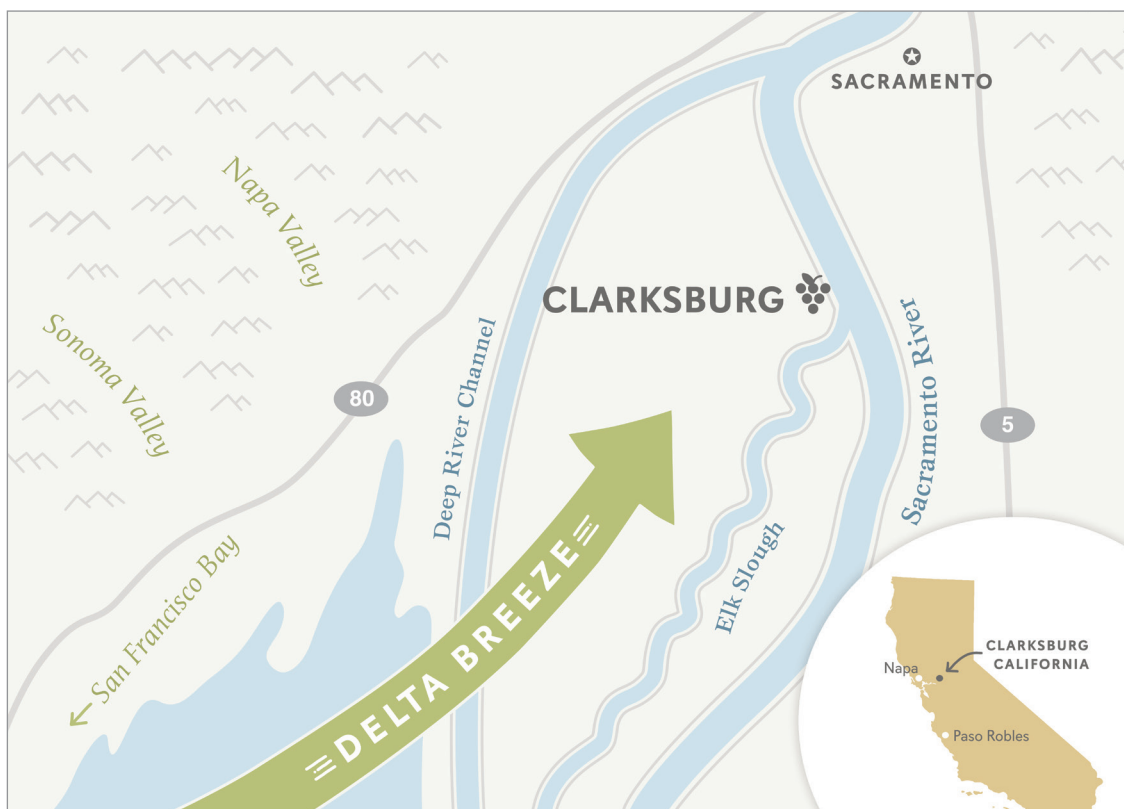 SACRAMENTO
Napa Valley
CLARKSBURG
Sonoma Valley
80
Deep River Channel
Sacramento River
5
San Francisco Bay
DELTA BREEZE
Elk Slough
CLARKSBURG
CALIFORNIA
Napa
Paso Robles